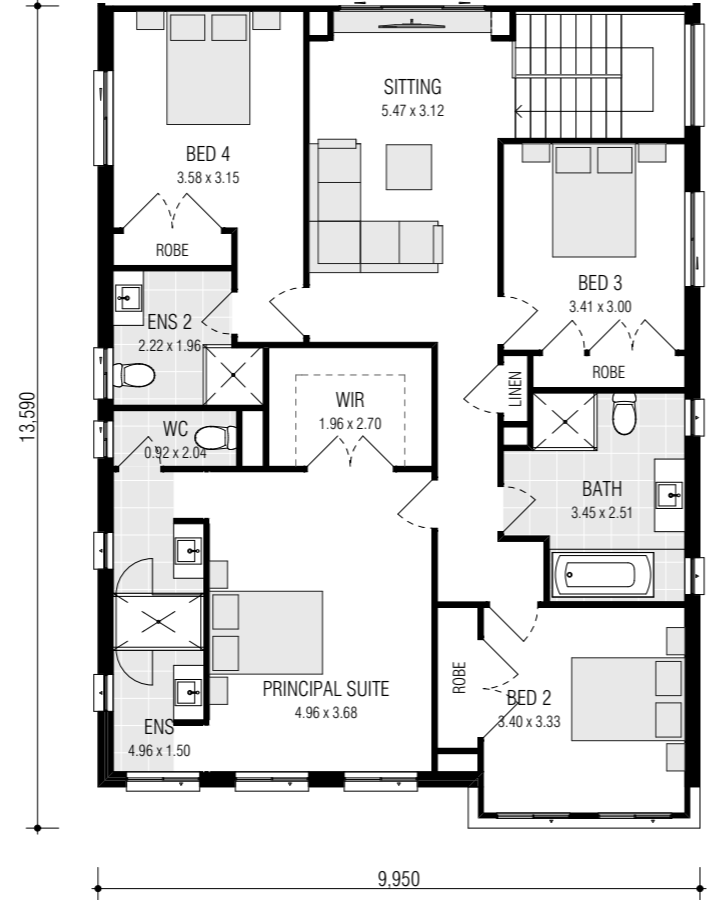 SITTING
5.47 x 3.12
BED 4
3.58 x 3.15
ROBE
BED 3
3.41 x 3.00
ROBE
ENS 2
2.22 x 1.96
LINEN
WIR
1.96 x 2.70
WC
0.92 x 2.04
BATH
3.45 x 2.51
13,590
PRINCIPAL SUITE
4.96 x 3.68
ROBE
BED 2
3.40 x 3.33
ENS
4.96 x 1.50
9,950